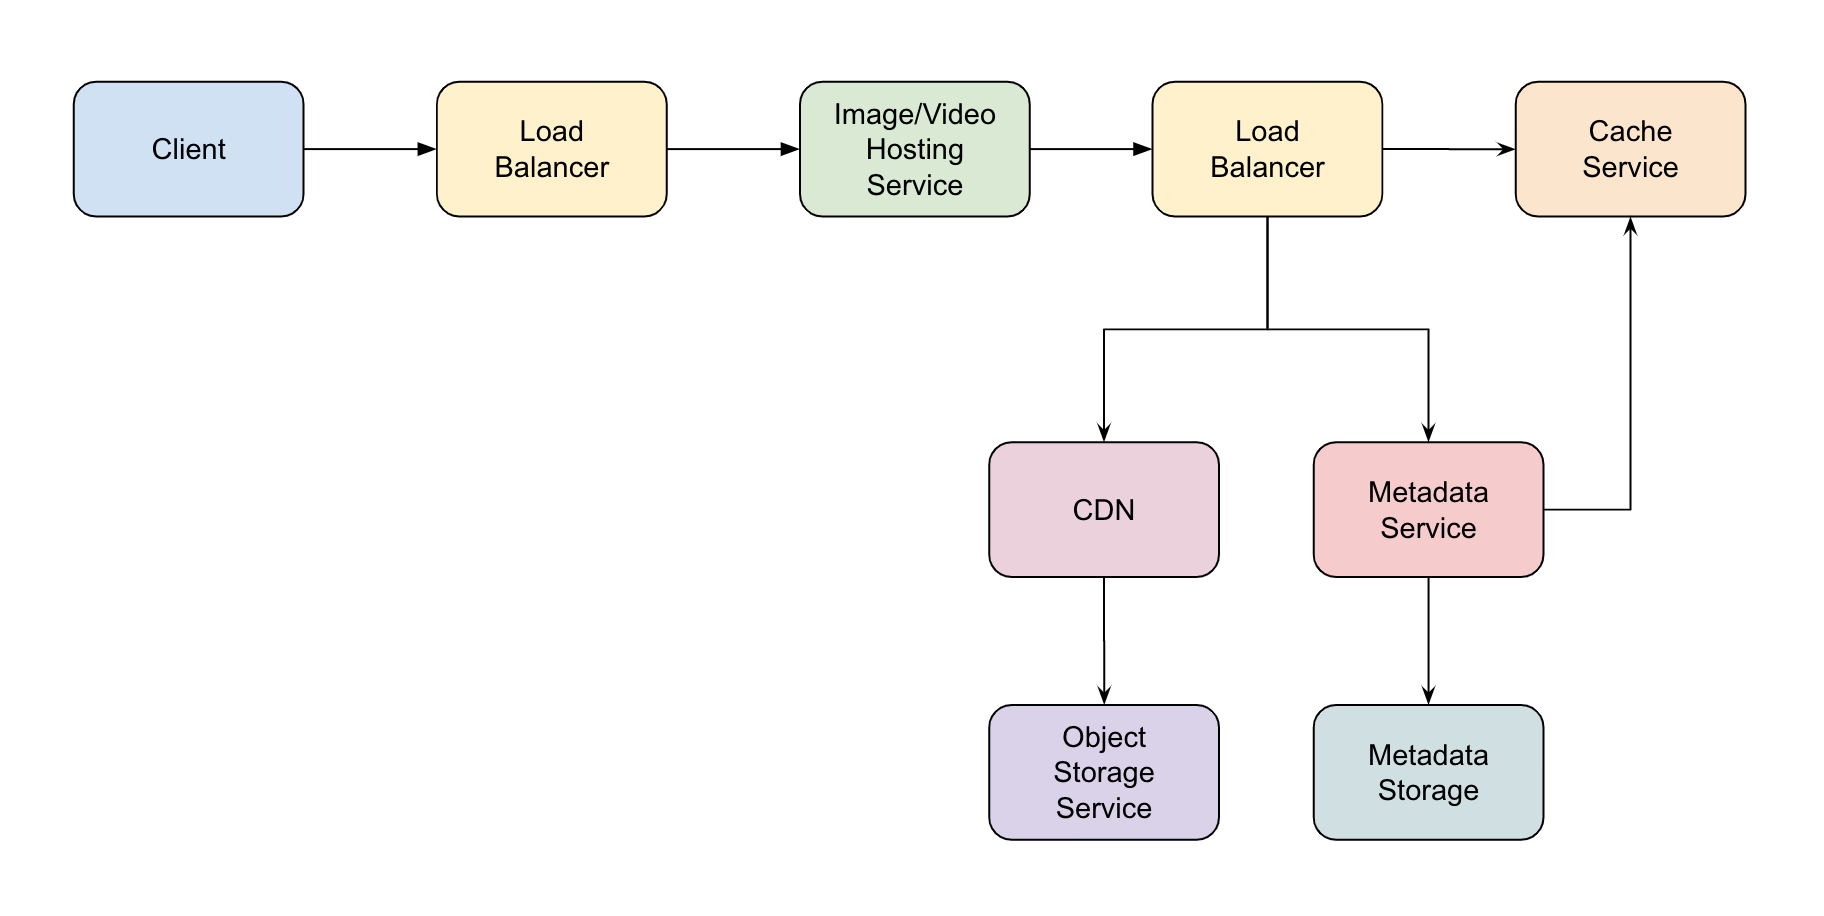 Client
Load
Balancer
Image/Video
Hosting
Service
Load
Balancer
Cache
Service
CDN
Metadata
Service
Object
Storage
Service
Metadata
Storage